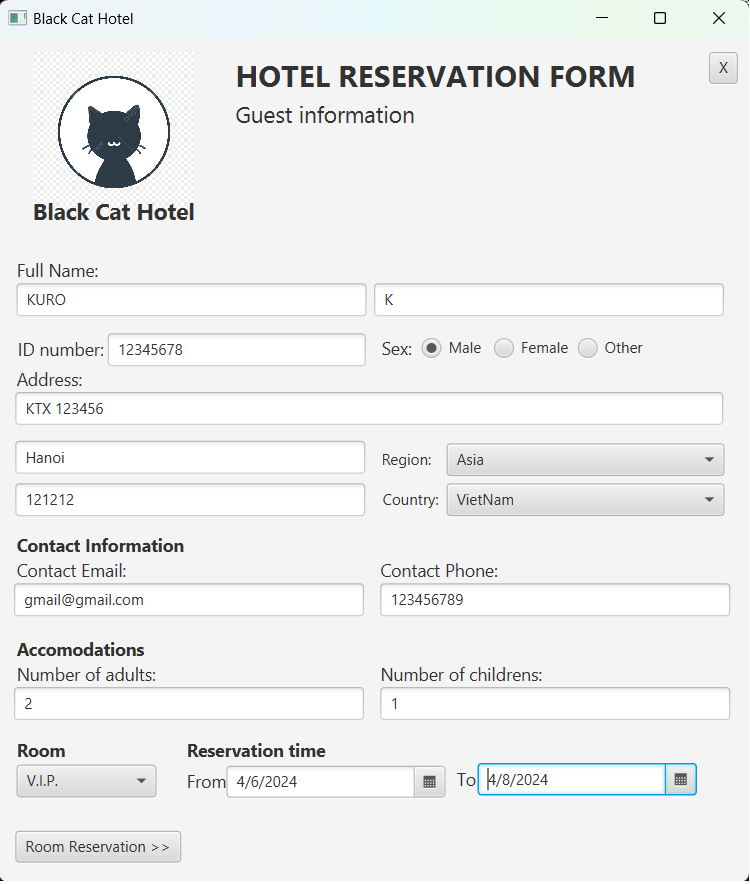 Black Cat Hotel
HOTEL RESERVATION FORM
X
Guest information
Black Cat Hotel
Full Name:
KURO K
ID number: 12345678 Sex: Male Female Other
Address:
KTX 123456
Hanoi Region: Asia
121212 Country: VietNam
Contact Information
Contact Email: Contact Phone:
gmail@gmail.com 123456789
Accomodations
Number of adults: Number of childrens:
2 1
Room Reservation time
V.I.P. From 4/6/2024 To 4/8/2024
Room Reservation >>